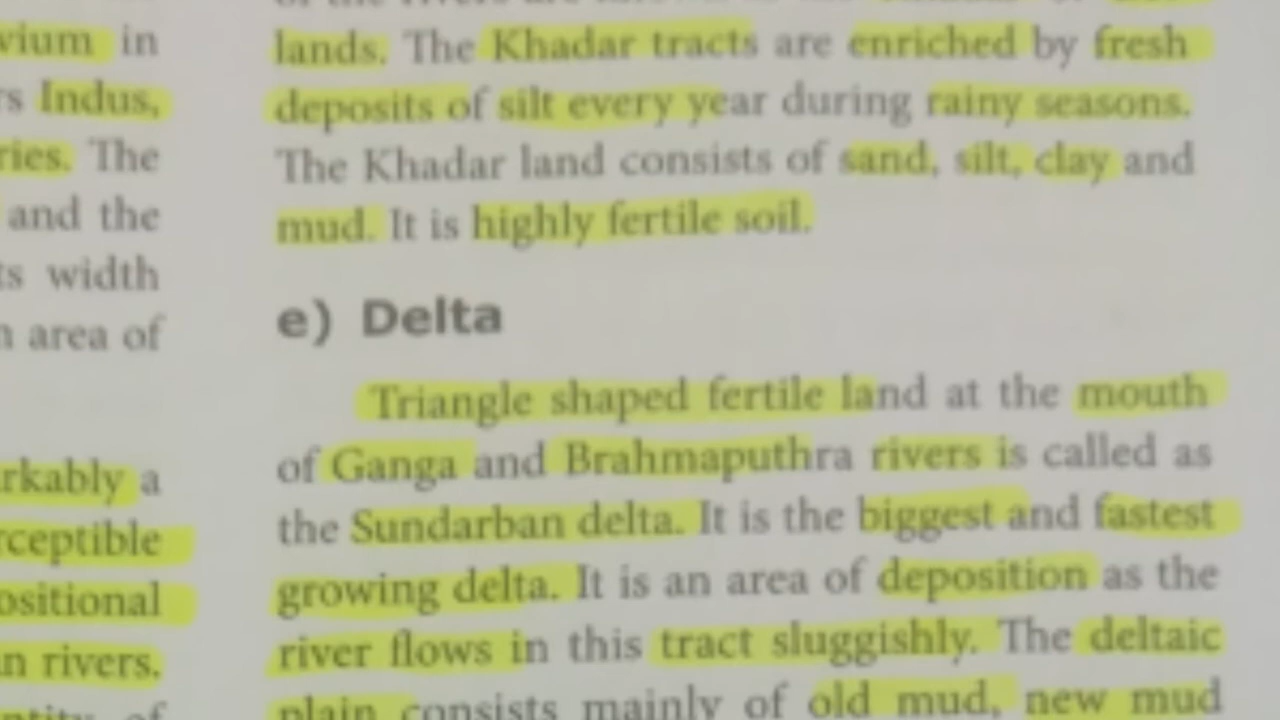 vium in
rs Indus,
ries. The
and the
ts width
area of
rkably a
rceptible
ositional
n rivers.
lands. The Khadar tracts are enriched by fresh
deposits of silt every year during rainy seasons.
The Khadar land consists of sand, silt, clay and
mud. It is highly fertile soil.
e) Delta
Triangle shaped fertile land at the mouth
of Ganga and Brahmaputhra rivers is called as
the Sundarban delta. It is the biggest and fastest
growing delta. It is an area of deposition as the
river flows in this tract sluggishly. The deltaic
plain consists mainly of old mud, new mud